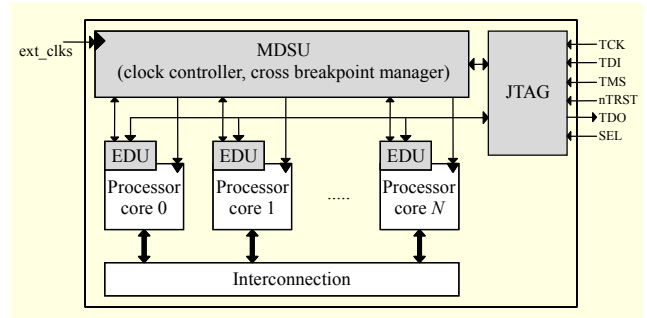 ext_clks
MDSU
(clock controller, cross breakpoint manager)
JTAG
TCK
TDI
TMS
nTRST
TDO
SEL
EDU
Processor
core 0
EDU
Processor
core 1
.....
EDU
Processor
core N
Interconnection